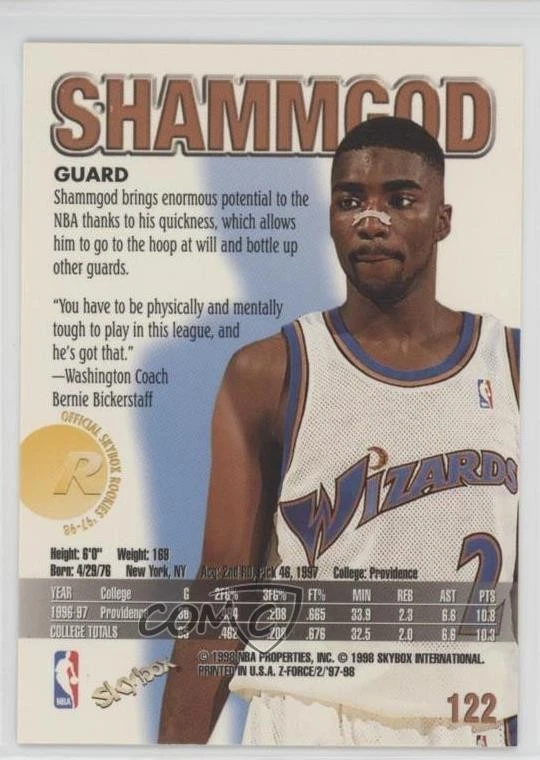 SHAMMGOD
GUARD
Shammgod brings enormous potential to the
NBA thanks to his quickness, which allows
him to go to the hoop at will and bottle up
other guards.
"You have to be physically and mentally
tough to play in this league, and
he's got that."
—Washington Coach
Bernie Bickerstaff
OFFICIAL SKYBOX ROOKIES '97-98
R
WIZARDS
2
Height: 6'0" Weight: 169
Born: 4/29/76 New York, NY Acq: 2nd RD, Pick 46, 1997 College: Providence
YEAR College G 2FG% 3FG% FT% MIN REB AST PTS
1996-97 Providence .208 .665 33.9 2.3 6.6 10.8
COLLEGE TOTALS .462 .208 .676 32.5 2.0 6.6 10.3
COMC
© 1998 NBA PROPERTIES, INC. © 1998 SKYBOX INTERNATIONAL.
PRINTED IN U.S.A. Z-FORCE/2/'97-98
NBA
Skybox
122